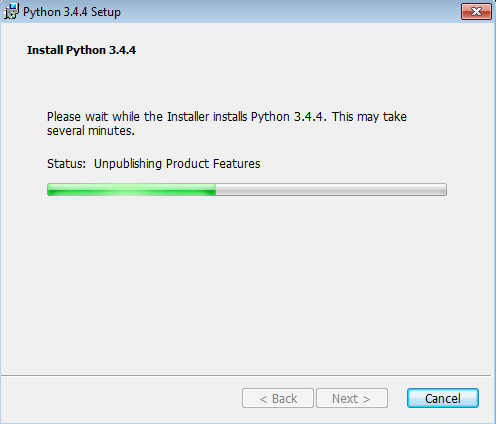 Python 3.4.4 Setup
Install Python 3.4.4
Please wait while the Installer installs Python 3.4.4. This may take
several minutes.
Status: Unpublishing Product Features
< Back Next > Cancel